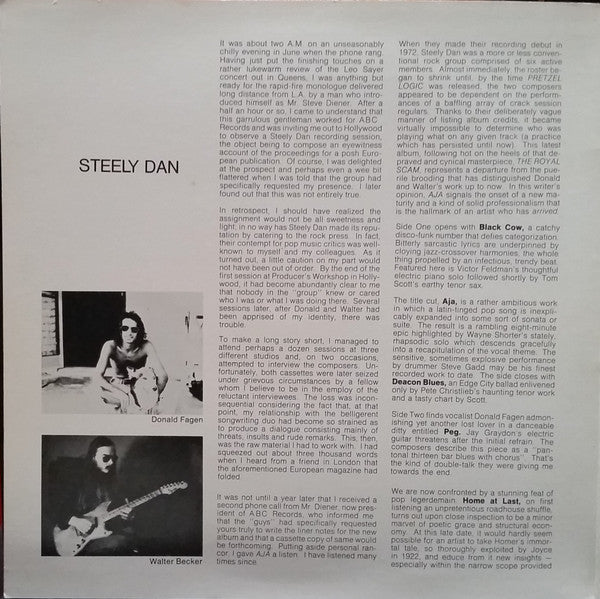 STEELY DAN
Donald Fagen
Walter Becker
It was about two A.M. on an unseasonably
chilly evening in June when the phone rang.
Having just put the finishing touches on a
rather lukewarm review of the Leo Sayer
concert out in Queens, I was anything but
ready for the rapid-fire monologue delivered
long distance from L.A. by a man who intro
duced himself as Mr. Steve Diener. After a
half an hour or so, I came to understand that
this garrulous gentleman worked for ABC
Records and was inviting me out to Hollywood
to observe a Steely Dan recording session,
the object being to compose an eyewitness
account of the proceedings for a posh Euro-
pean publication. Of course, I was delighted
at the prospect and perhaps even a wee bit
flattered when I was told that the group had
specifically requested my presence. I later
found out that this was not entirely true.
In retrospect, I should have realized the
assignment would not be all sweetness and
light; in no way has Steely Dan made its repu-
tation by catering to the rock press. In fact,
their contempt for pop music critics was well-
known to myself and my colleagues. As it
turned out, a little caution on my part would
not have been out of order. By the end of the
first session at Producer's Workshop in Holly-
wood, it had become abundantly clear to me
that nobody in the "group" knew or cared
who I was or what I was doing there. Several
sessions later, after Donald and Walter had
been apprised of my identity, there was
trouble.
To make a long story short, I managed to
attend perhaps a dozen sessions at three
different studios and, on two occasions,
attempted to interview the composers. Un-
fortunately, both cassettes were later seized
under grievous circumstances by a fellow
whom I believe to be in the employ of the
reluctant interviewees. The loss was incon-
sequential considering the fact that, at that
point, my relationship with the belligerent
songwriting duo had become so strained as
to produce a dialogue consisting mainly of
threats, insults and rude remarks. This, then,
was the raw material I had to work with. I had
squeezed out about three thousand words
when I heard from a friend in London that
the aforementioned European magazine had
folded.
It was not until a year later that I received a
second phone call from Mr. Diener, now pres-
ident of ABC Records, who informed me
that the "guys" had specifically requested
yours truly to write the liner notes for the new
album and that a cassette copy of same would
be forthcoming. Putting aside personal ran-
cor, I gave AJA a listen. I have listened many
times since.
When they made their recording debut in
1972, Steely Dan was a more or less conven-
tional rock group comprised of six active
members. Almost immediately, the roster be-
gan to shrink until, by the time PRETZEL
LOGIC was released, the two composers
appeared to be dependent on the perform-
ances of a baffling array of crack session
regulars. Thanks to their deliberately vague
manner of listing album credits, it became
virtually impossible to determine who was
playing what on any given track (a practice
which has persisted until now). This latest
album, following hot on the heels of that de-
praved and cynical masterpiece, THE ROYAL
SCAM, represents a departure from the pue-
rile brooding that has distinguished Donald
and Walter's work up to now. In this writer's
opinion, AJA signals the onset of a new ma-
turity and a kind of solid professionalism that
is the hallmark of an artist who has arrived.
Side One opens with Black Cow, a catchy
disco-funk number that defies categorization.
Bitterly sarcastic lyrics are underpinned by
cloying jazz-crossover harmonies, the whole
thing propelled by an infectious, trendy beat.
Featured here is Victor Feldman's thoughtful
electric piano solo followed shortly by Tom
Scott's earthy tenor sax.
The title cut, Aja, is a rather ambitious work
in which a latin-tinged pop song is inexpli-
cably expanded into some sort of sonata or
suite. The result is a rambling eight-minute
epic highlighted by Wayne Shorter's stately,
rhapsodic solo which descends gracefully
into a recapitulation of the vocal theme. The
sensitive, sometimes explosive performance
by drummer Steve Gadd may be his finest
recorded work to date. The side closes with
Deacon Blues, an Edge City ballad enlivened
only by Pete Christlieb's haunting tenor work
and a tasty chart by Scott.
Side Two finds vocalist Donald Fagen admon-
ishing yet another lost lover in a danceable
ditty entitled Peg. Jay Graydon's electric
guitar threatens after the initial refrain. The
composers describe this piece as a "pan-
tonal thirteen bar blues with chorus". That's
the kind of double-talk they were giving me
towards the end.
We are now confronted by a stunning feat of
pop legerdemain. Home at Last, on first
listening an unpretentious roadhouse shuffle,
turns out upon close inspection to be a minor
marvel of poetic grace and structural econ-
omy. At this late date, it would hardly seem
possible for an artist to take Homer's immor-
tal tale, so thoroughly exploited by Joyce
in 1922, and educe from it new insights —
especially within the narrow scope provided